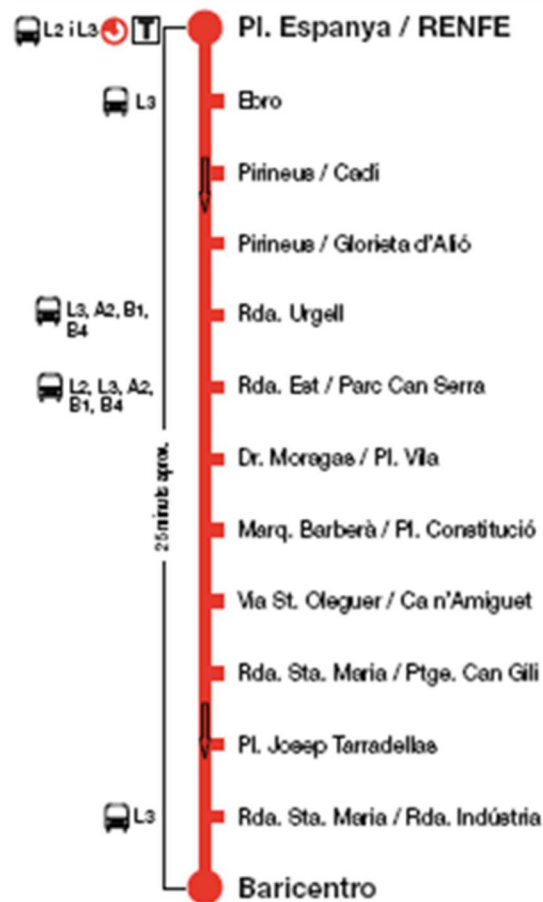 L2 i L3 T Pl. Espanya / RENFE
L3 Ebro
Pirineus / Cadi
Pirineus / Glorieta d'Alió
L3, A2, B1,
B4
Rda. Urgell
L2, L3, A2,
B1, B4
Rda. Est / Parc Can Serra
Dr. Moragas / Pl. Vila
25 minuts aprox.
Marq. Barberà / Pl. Constitució
Via St. Oleguer / Ca n'Amiguet
Rda. Sta. Maria / Ptge. Can Gili
Pl. Josep Tarradellas
L3 Rda. Sta. Maria / Rda. Indústria
Baricentro